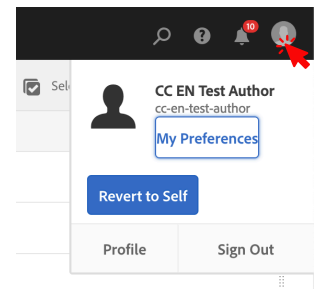 10
Sel
CC EN Test Author
cc-en-test-author
My Preferences
Revert to Self
Profile
Sign Out